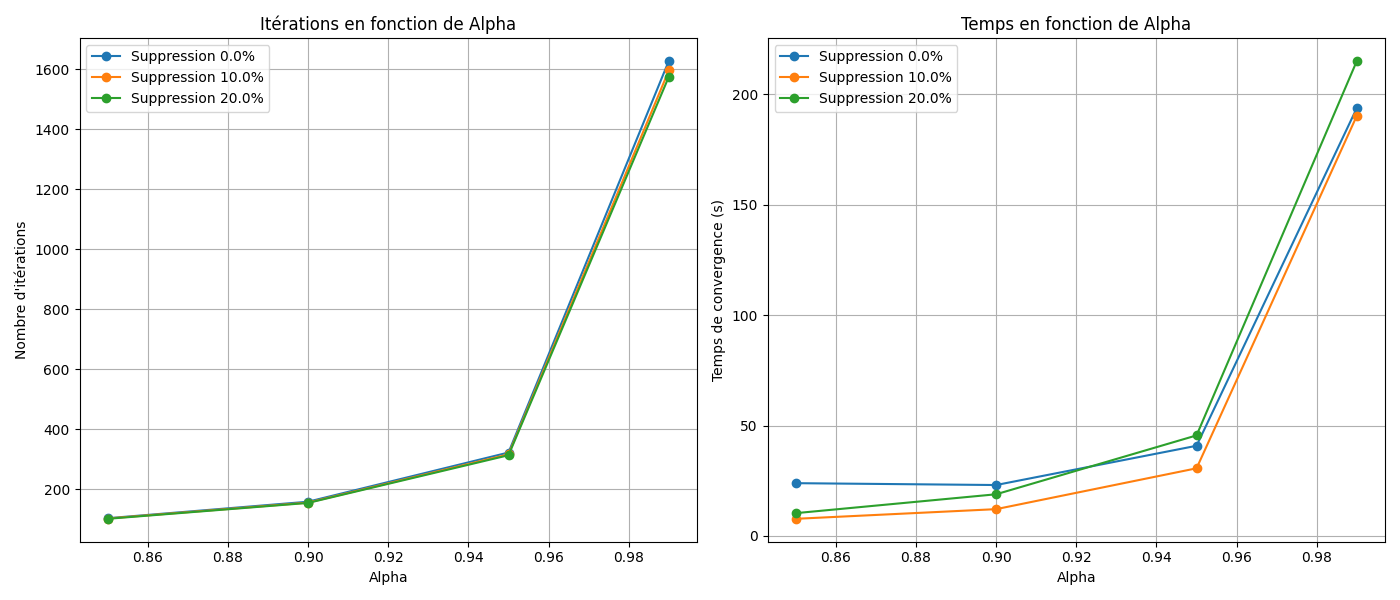 Itérations en fonction de Alpha
Suppression 0.0%
Suppression 10.0%
Suppression 20.0%
1600
1400
1200
1000
800
600
400
200
Nombre d'itérations
0.86 0.88 0.90 0.92 0.94 0.96 0.98
Alpha
Temps en fonction de Alpha
Suppression 0.0%
Suppression 10.0%
Suppression 20.0%
200
150
100
50
0
Temps de convergence (s)
0.86 0.88 0.90 0.92 0.94 0.96 0.98
Alpha